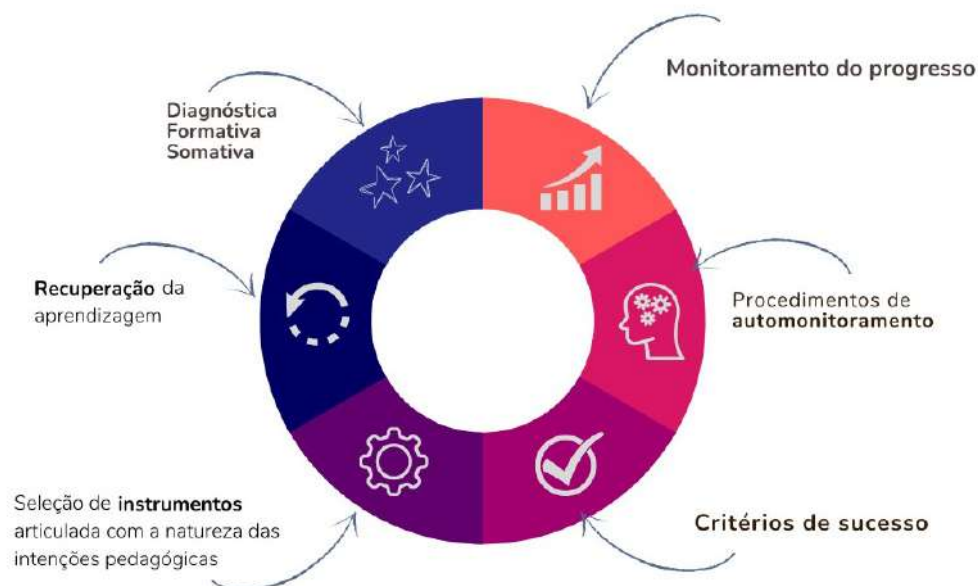 Monitoramento do progresso
Diagnóstica
Formativa
Somativa
Recuperação da
aprendizagem
Procedimentos de
automonitoramento
Seleção de instrumentos
articulada com a natureza das
intenções pedagógicas
Critérios de sucesso